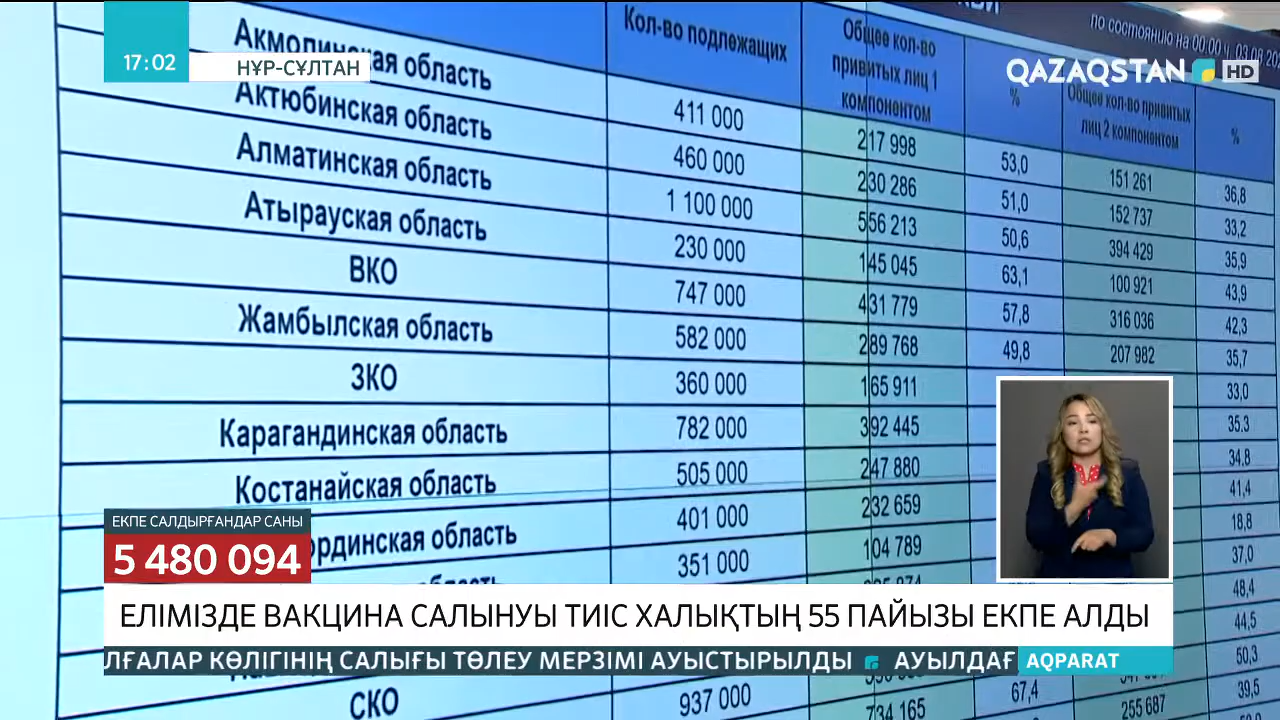 17:02
НҰР-СҰЛТАН
QAZAQSTAN HD
по состоянию на 00:00 ч. 03.08
Кол-во подлежащих
Общее кол-во привитых лиц 1 компонентом
%
Общее кол-во привитых лиц 2 компонентом
%
Акмолинская область 411 000 217 998 53,0 151 261 36,8
Актюбинская область 460 000 230 286 51,0 152 737 33,2
Алматинская область 1 100 000 556 213 50,6 394 429 35,9
Атырауская область 230 000 145 045 63,1 100 921 43,9
ВКО 747 000 431 779 57,8 316 036 42,3
Жамбылская область 582 000 289 768 49,8 207 982 35,7
ЗКО 360 000 165 911 33,0
Карагандинская область 782 000 392 445 35,3
Костанайская область 505 000 247 880 34,8
ординская область 401 000 232 659 41,4
351 000 104 789 18,8
37,0
48,4
44,5
50,3
СКО 937 000 734 165 67,4 255 687 39,5
ЕКПЕ САЛДЫРҒАНДАР САНЫ
5 480 094
ЕЛІМІЗДЕ ВАКЦИНА САЛЫНУЫ ТИІС ХАЛЫҚТЫҢ 55 ПАЙЫЗЫ ЕКПЕ АЛДЫ
ЛҒАЛАР КӨЛІГІНІҢ САЛЫҒЫ ТӨЛЕУ МЕРЗІМІ АУЫСТЫРЫЛДЫ АУЫЛДАҒ
AQPARAT